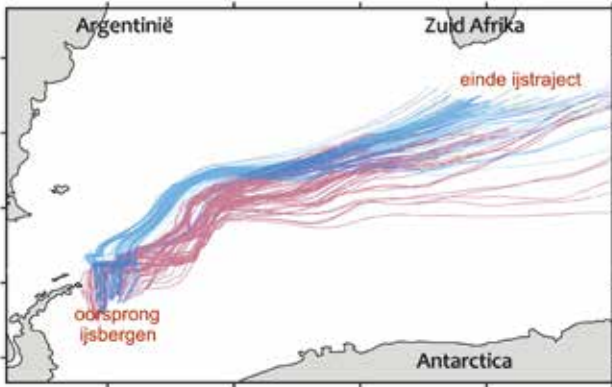 Argentinië
Zuid Afrika
einde ijstraject
oorsprong
ijsbergen
Antarctica